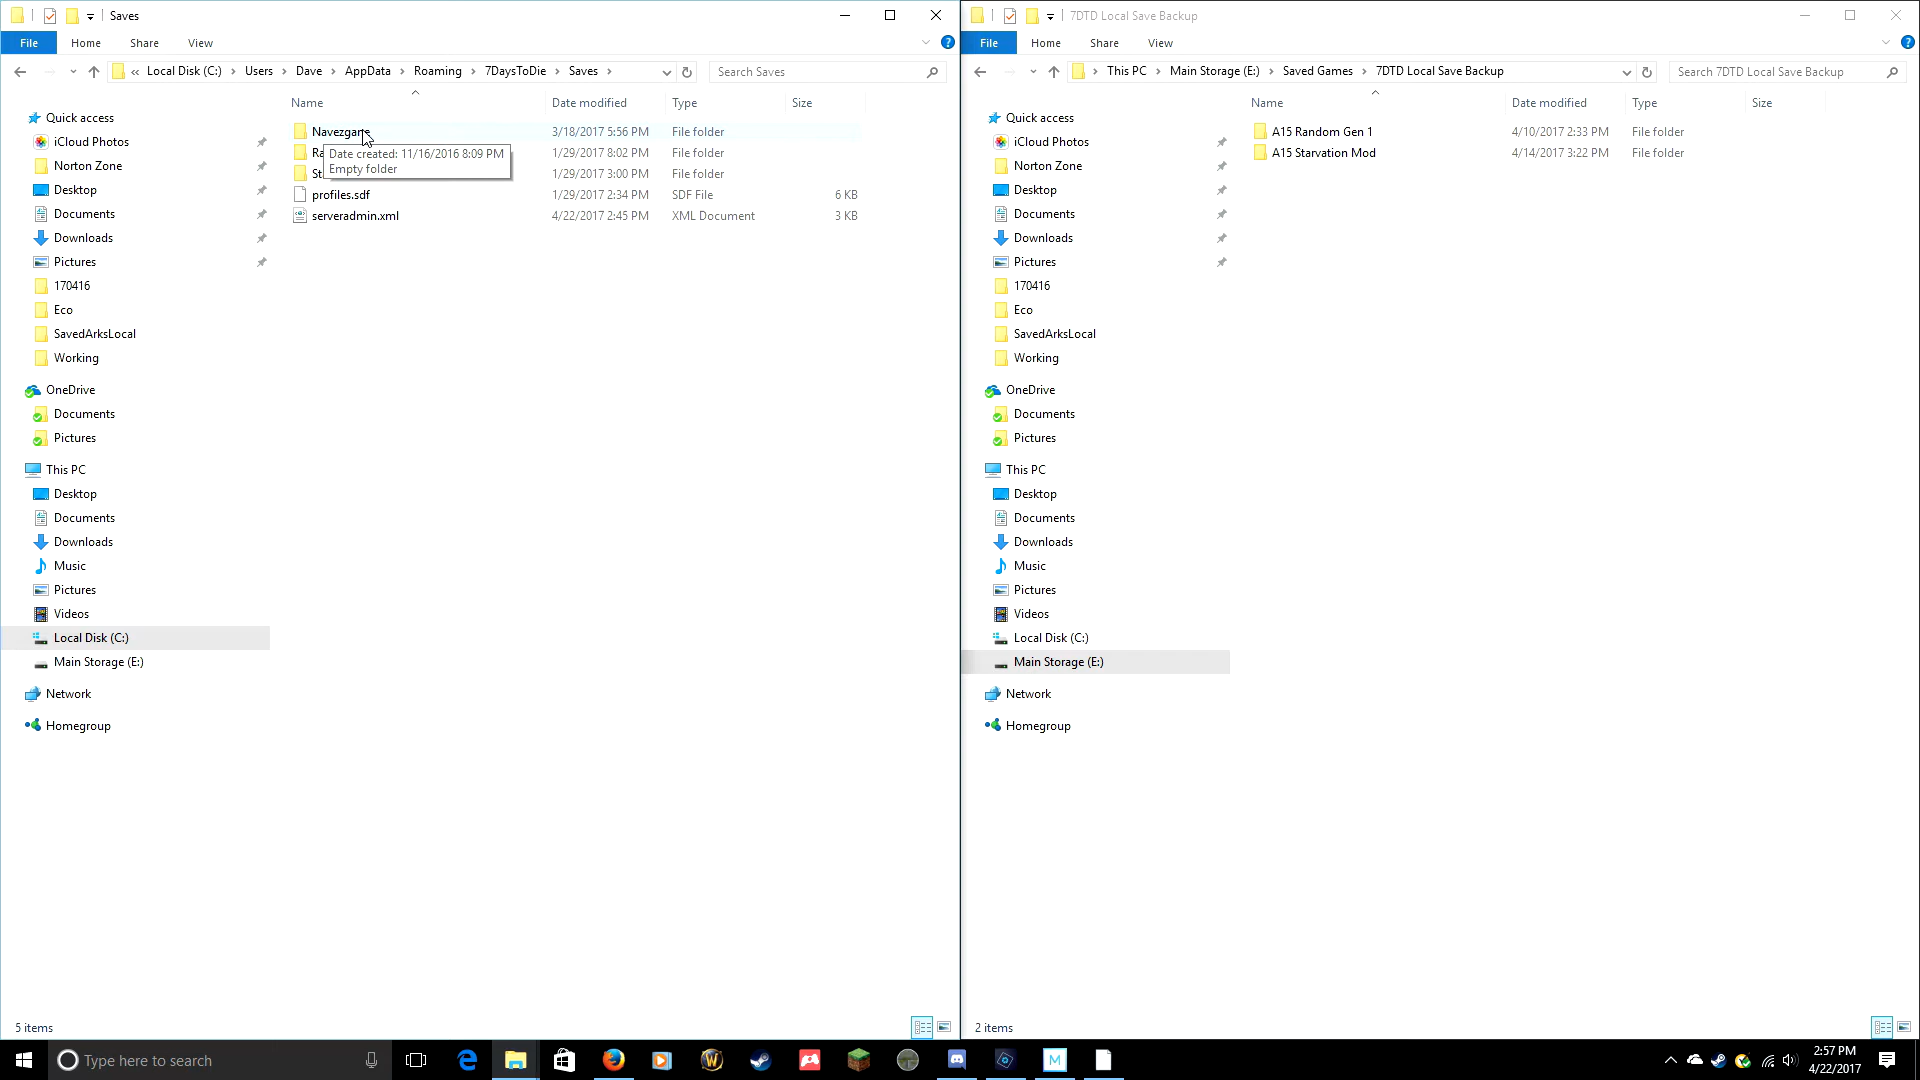 Saves
File
Home
Share
View
« Local Disk (C:) > Users > Dave > AppData > Roaming > 7DaysToDie > Saves >
Search Saves
Name
Date modified
Type
Size
Quick access
iCloud Photos
Norton Zone
Desktop
Documents
Downloads
Pictures
170416
Eco
SavedArksLocal
Working
OneDrive
Documents
Pictures
This PC
Desktop
Documents
Downloads
Music
Pictures
Videos
Local Disk (C:)
Main Storage (E:)
Network
Homegroup
Navezgane 3/18/2017 5:56 PM File folder
Ra 1/29/2017 8:02 PM File folder
Date created: 11/16/2016 8:09 PM
Empty folder
St 1/29/2017 3:00 PM File folder
profiles.sdf 1/29/2017 2:34 PM SDF File 6 KB
serveradmin.xml 4/22/2017 2:45 PM XML Document 3 KB
5 items
7DTD Local Save Backup
File
Home
Share
View
> This PC > Main Storage (E:) > Saved Games > 7DTD Local Save Backup
Search 7DTD Local Save Backup
Name
Date modified
Type
Size
Quick access
iCloud Photos
Norton Zone
Desktop
Documents
Downloads
Pictures
170416
Eco
SavedArksLocal
Working
OneDrive
Documents
Pictures
This PC
Desktop
Documents
Downloads
Music
Pictures
Videos
Local Disk (C:)
Main Storage (E:)
Network
Homegroup
A15 Random Gen 1 4/10/2017 2:33 PM File folder
A15 Starvation Mod 4/14/2017 3:22 PM File folder
2 items
Type here to search
2:57 PM
4/22/2017